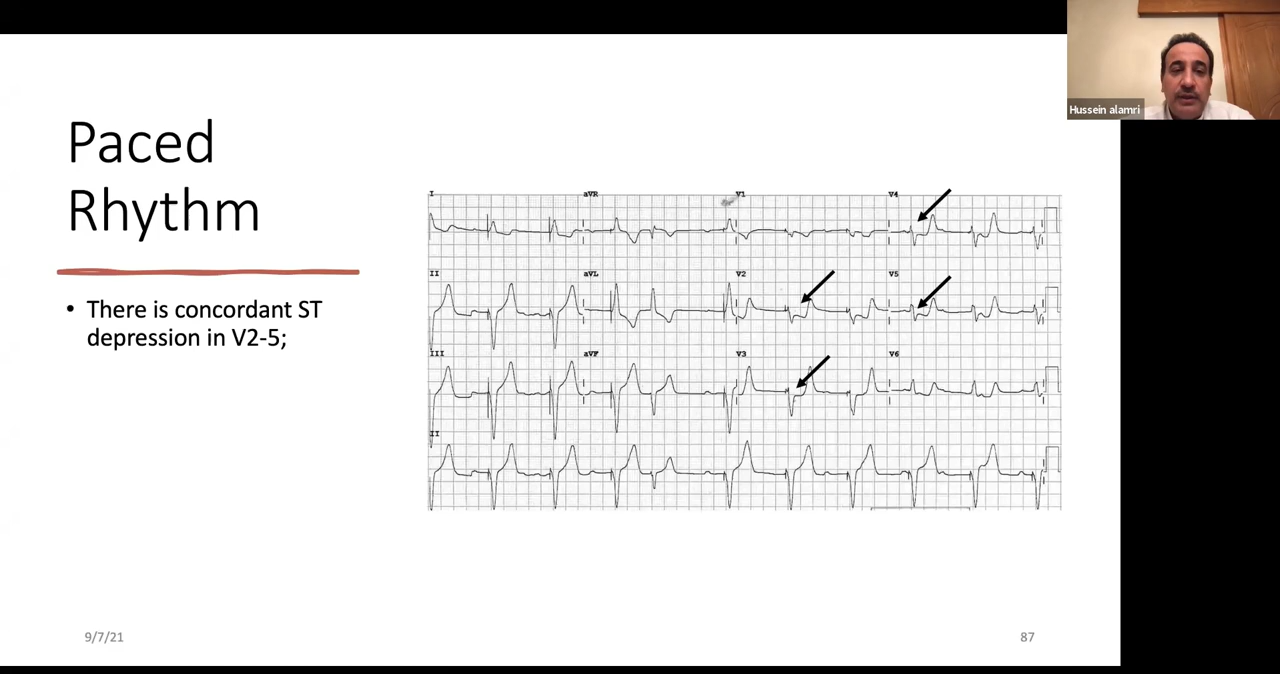 Hussein alamri
Paced
Rhythm
• There is concordant ST
depression in V2-5;
I aVR V1 V4
II aVL V2 V5
III aVF V3 V6
II
9/7/21
87